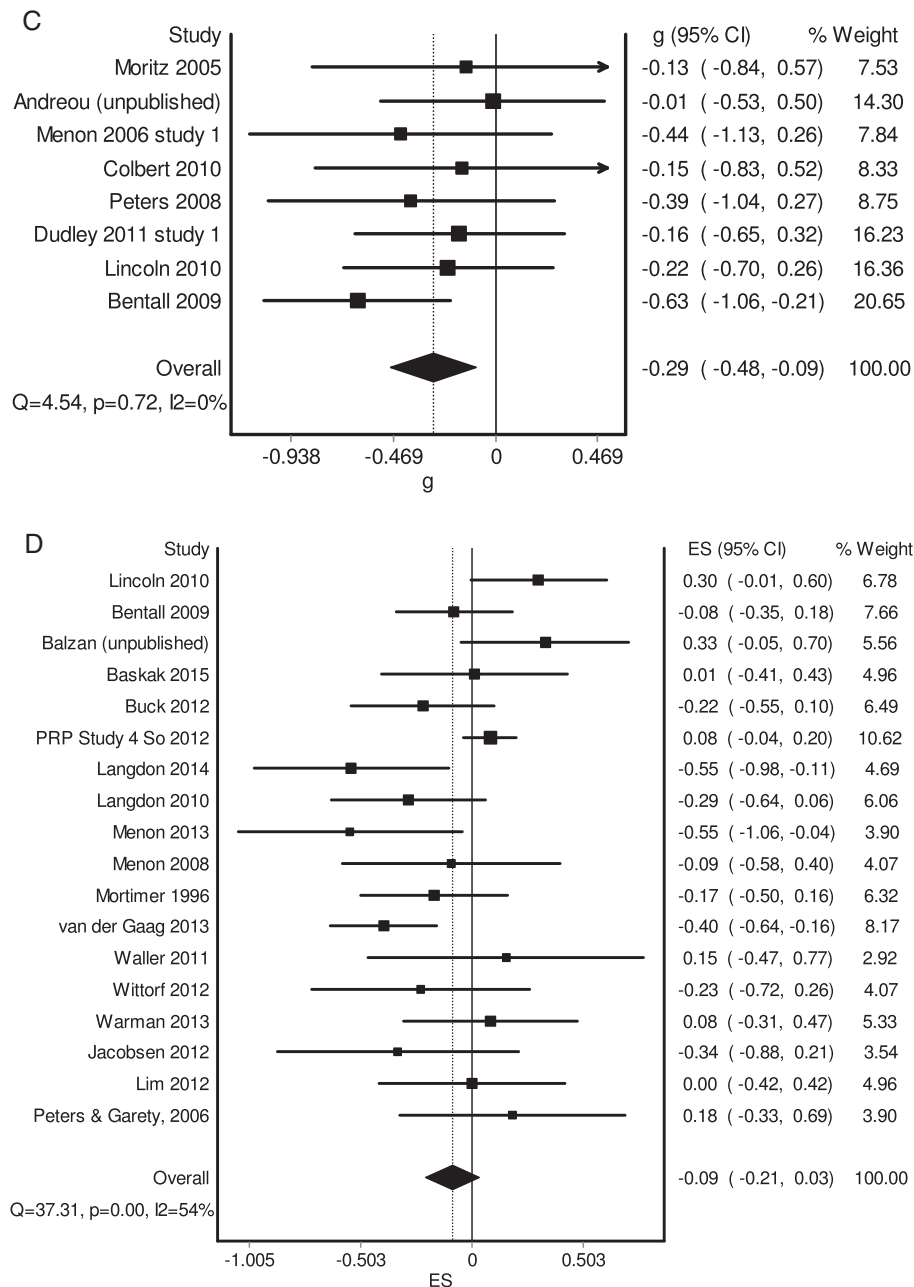 C
Study g (95% CI) % Weight
Moritz 2005 -0.13 ( -0.84, 0.57) 7.53
Andreou (unpublished) -0.01 ( -0.53, 0.50) 14.30
Menon 2006 study 1 -0.44 ( -1.13, 0.26) 7.84
Colbert 2010 -0.15 ( -0.83, 0.52) 8.33
Peters 2008 -0.39 ( -1.04, 0.27) 8.75
Dudley 2011 study 1 -0.16 ( -0.65, 0.32) 16.23
Lincoln 2010 -0.22 ( -0.70, 0.26) 16.36
Bentall 2009 -0.63 ( -1.06, -0.21) 20.65
Overall -0.29 ( -0.48, -0.09) 100.00
Q=4.54, p=0.72, I2=0%
-0.938 -0.469 0 0.469
g
D
Study ES (95% CI) % Weight
Lincoln 2010 0.30 ( -0.01, 0.60) 6.78
Bentall 2009 -0.08 ( -0.35, 0.18) 7.66
Balzan (unpublished) 0.33 ( -0.05, 0.70) 5.56
Baskak 2015 0.01 ( -0.41, 0.43) 4.96
Buck 2012 -0.22 ( -0.55, 0.10) 6.49
PRP Study 4 So 2012 0.08 ( -0.04, 0.20) 10.62
Langdon 2014 -0.55 ( -0.98, -0.11) 4.69
Langdon 2010 -0.29 ( -0.64, 0.06) 6.06
Menon 2013 -0.55 ( -1.06, -0.04) 3.90
Menon 2008 -0.09 ( -0.58, 0.40) 4.07
Mortimer 1996 -0.17 ( -0.50, 0.16) 6.32
van der Gaag 2013 -0.40 ( -0.64, -0.16) 8.17
Waller 2011 0.15 ( -0.47, 0.77) 2.92
Wittorf 2012 -0.23 ( -0.72, 0.26) 4.07
Warman 2013 0.08 ( -0.31, 0.47) 5.33
Jacobsen 2012 -0.34 ( -0.88, 0.21) 3.54
Lim 2012 0.00 ( -0.42, 0.42) 4.96
Peters & Garety, 2006 0.18 ( -0.33, 0.69) 3.90
Overall -0.09 ( -0.21, 0.03) 100.00
Q=37.31, p=0.00, I2=54%
-1.005 -0.503 0 0.503
ES